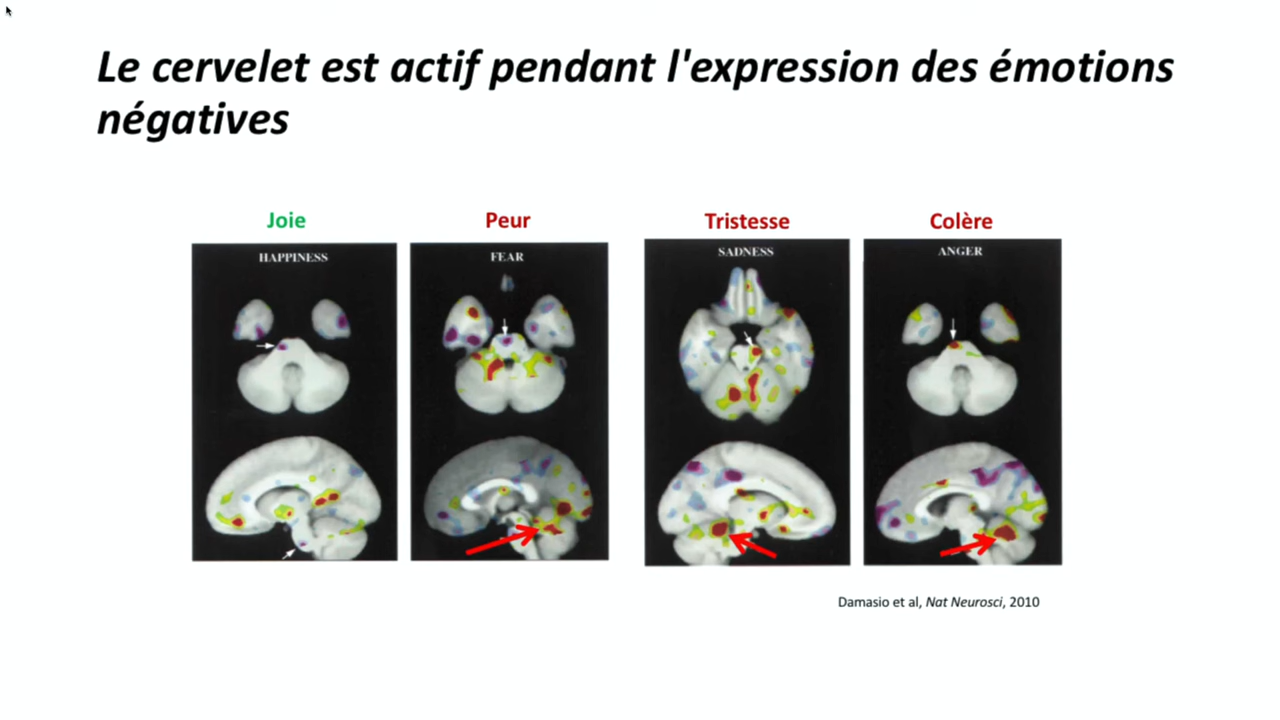 Le cervelet est actif pendant l'expression des émotions
négatives
Joie
Peur
Tristesse
Colère
HAPPINESS
FEAR
SADNESS
ANGER
Damasio et al, Nat Neurosci, 2010